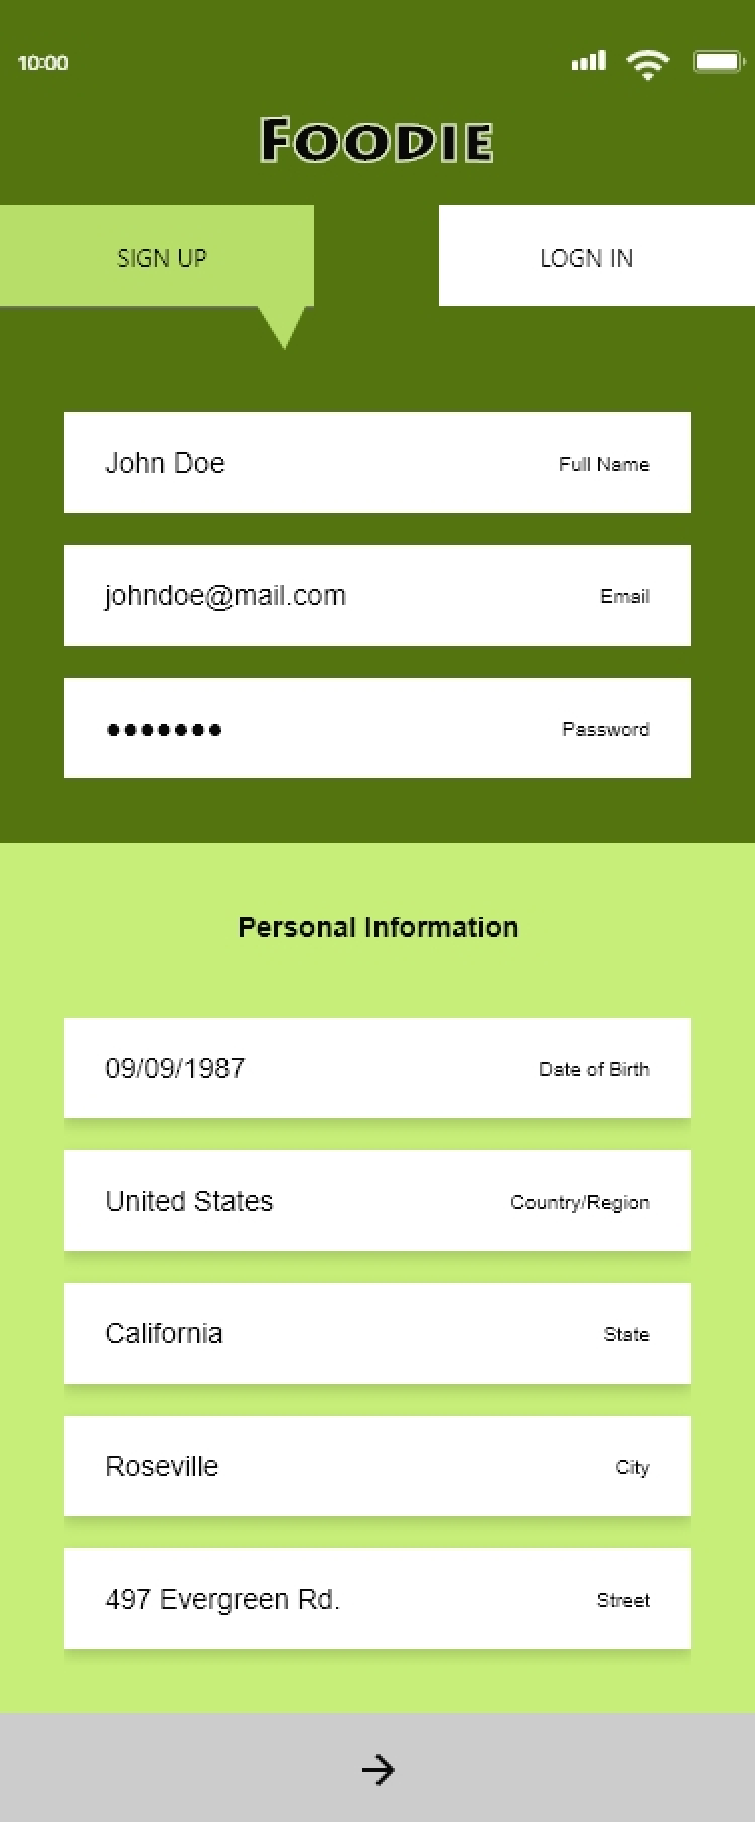 10:00
FOODIE
SIGN UP
LOGN IN
John Doe Full Name
johndoe@mail.com Email
••••••• Password
Personal Information
09/09/1987 Date of Birth
United States Country/Region
California State
Roseville City
497 Evergreen Rd. Street